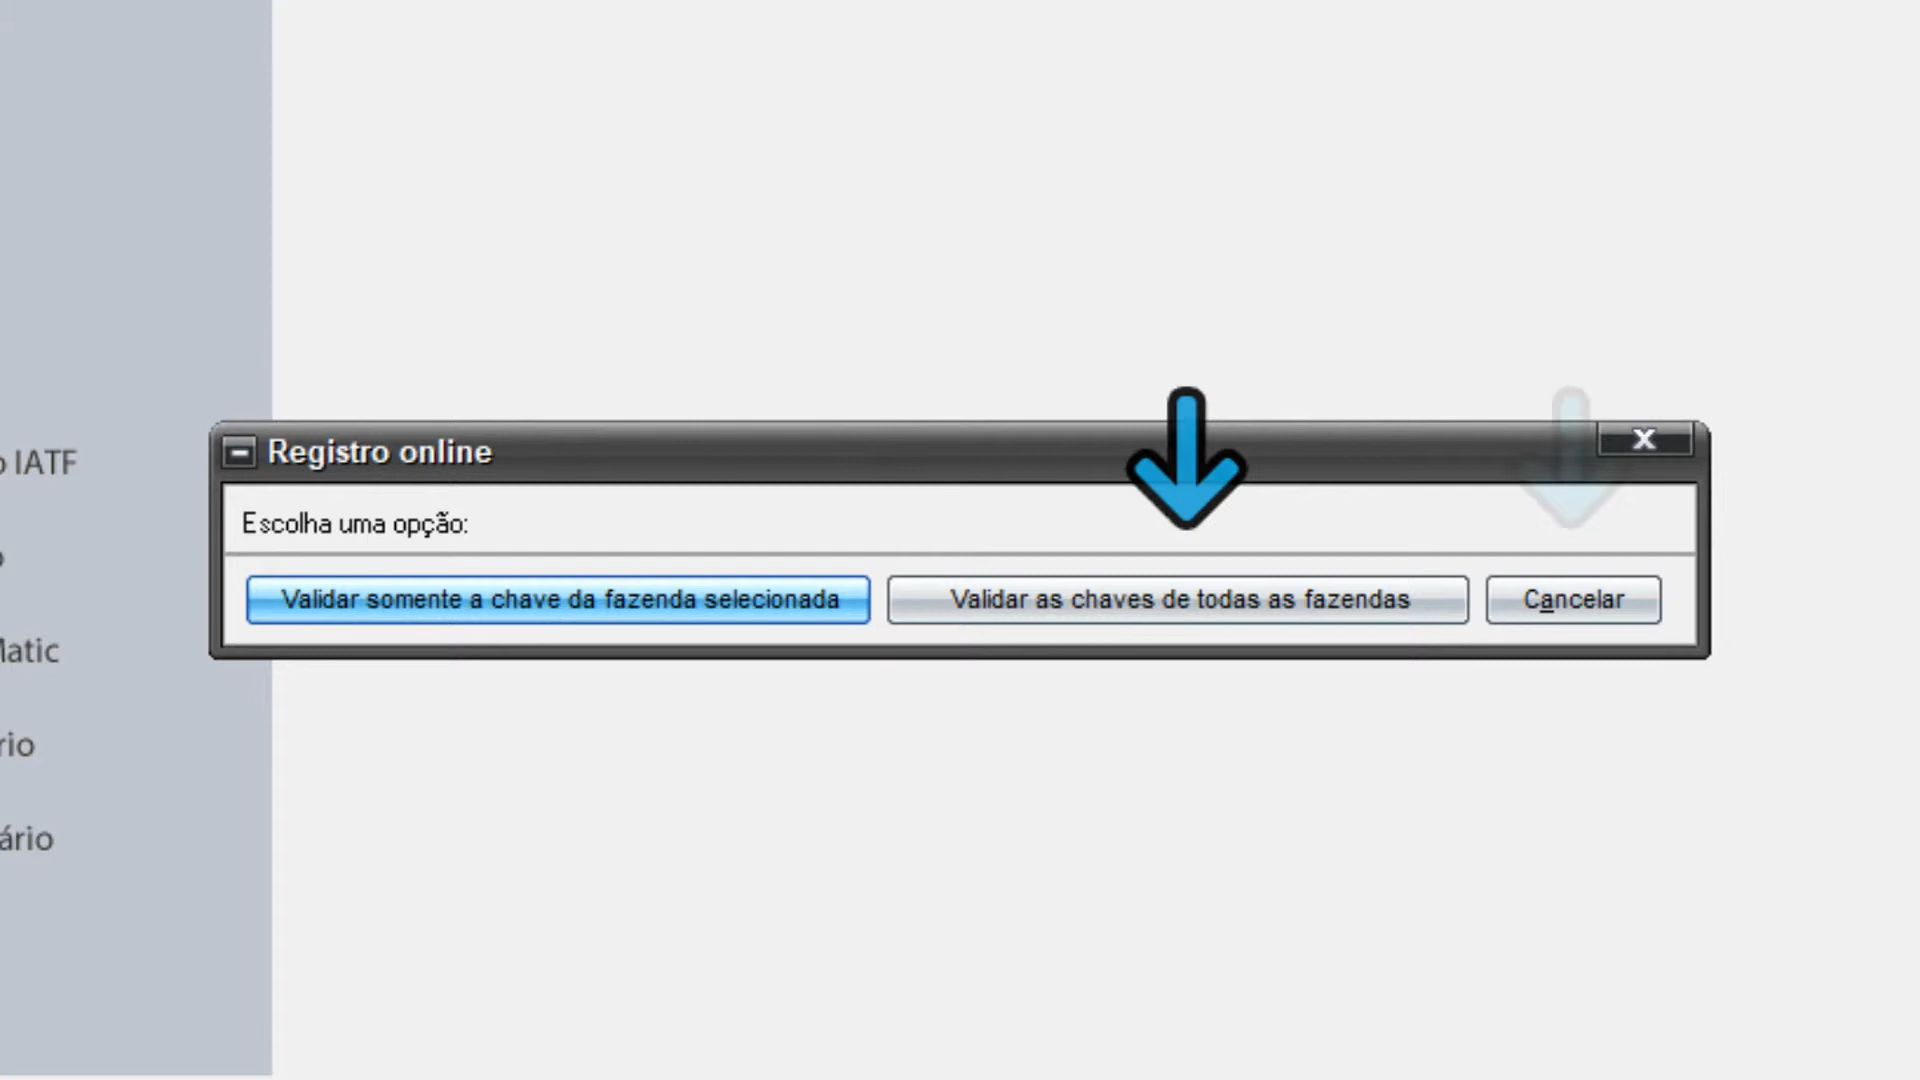 Registro online
Escolha uma opção:
Validar somente a chave da fazenda selecionada
Validar as chaves de todas as fazendas
Cancelar
o IATF
o
Matic
rio
ário